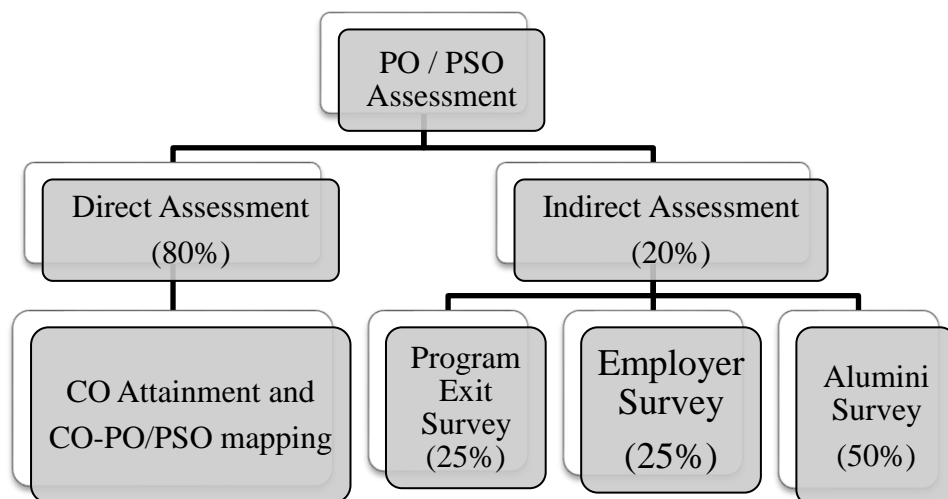 PO / PSO
Assessment
Direct Assessment
(80%)
Indirect Assessment
(20%)
CO Attainment and
CO-PO/PSO mapping
Program
Exit
Survey
(25%)
Employer
Survey
(25%)
Alumini
Survey
(50%)